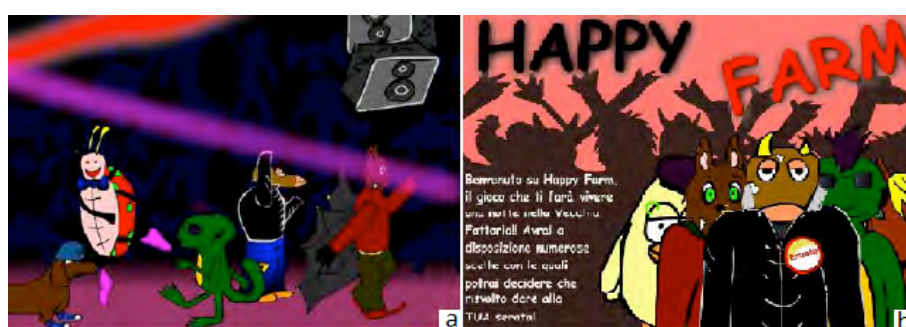 HAPPY
FARM
Benvenuto su Happy Farm,
il gioco che ti farà vivere
una notte nella Vecchia
Fattoria!! Avrai a
disposizione numerose
scelte con le quali
potrai decidere che
risvolto dare alla
TUA serata!
a
b